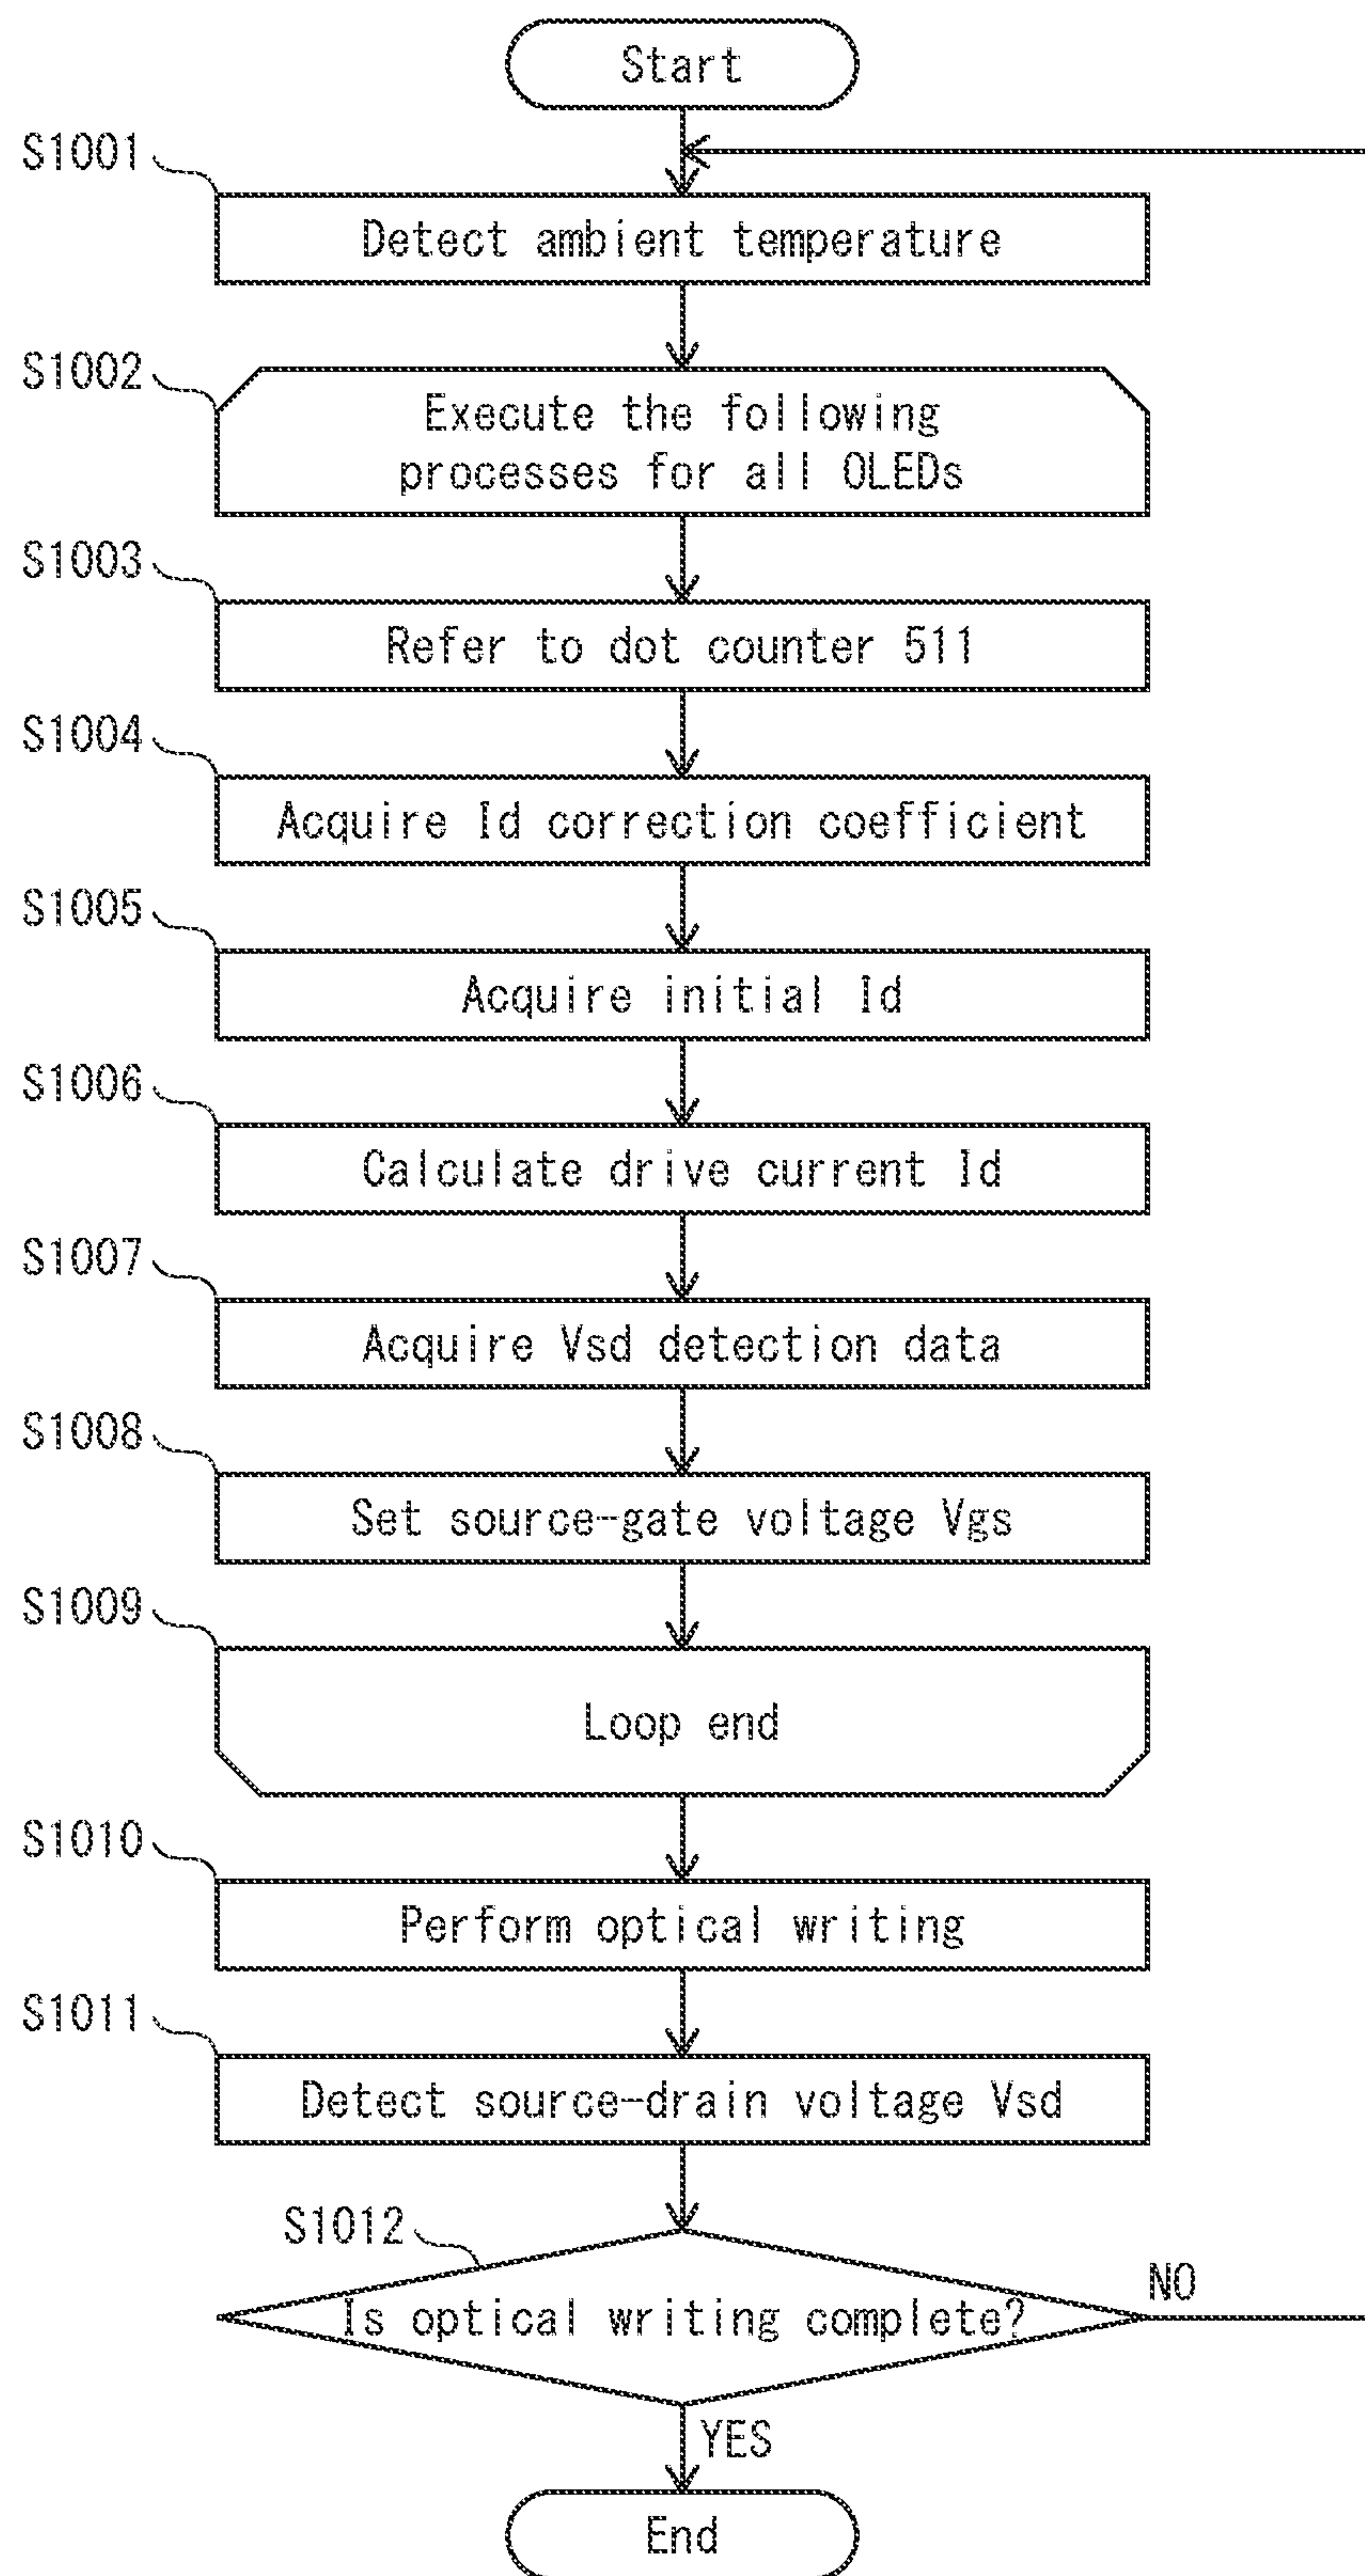 Start
S1001
Detect ambient temperature
S1002
Execute the following
processes for all OLEDs
S1003
Refer to dot counter 511
S1004
Acquire Id correction coefficient
S1005
Acquire initial Id
S1006
Calculate drive current Id
S1007
Acquire Vsd detection data
S1008
Set source-gate voltage Vgs
S1009
Loop end
S1010
Perform optical writing
S1011
Detect source-drain voltage Vsd
S1012
NO
Is optical writing complete?
YES
End